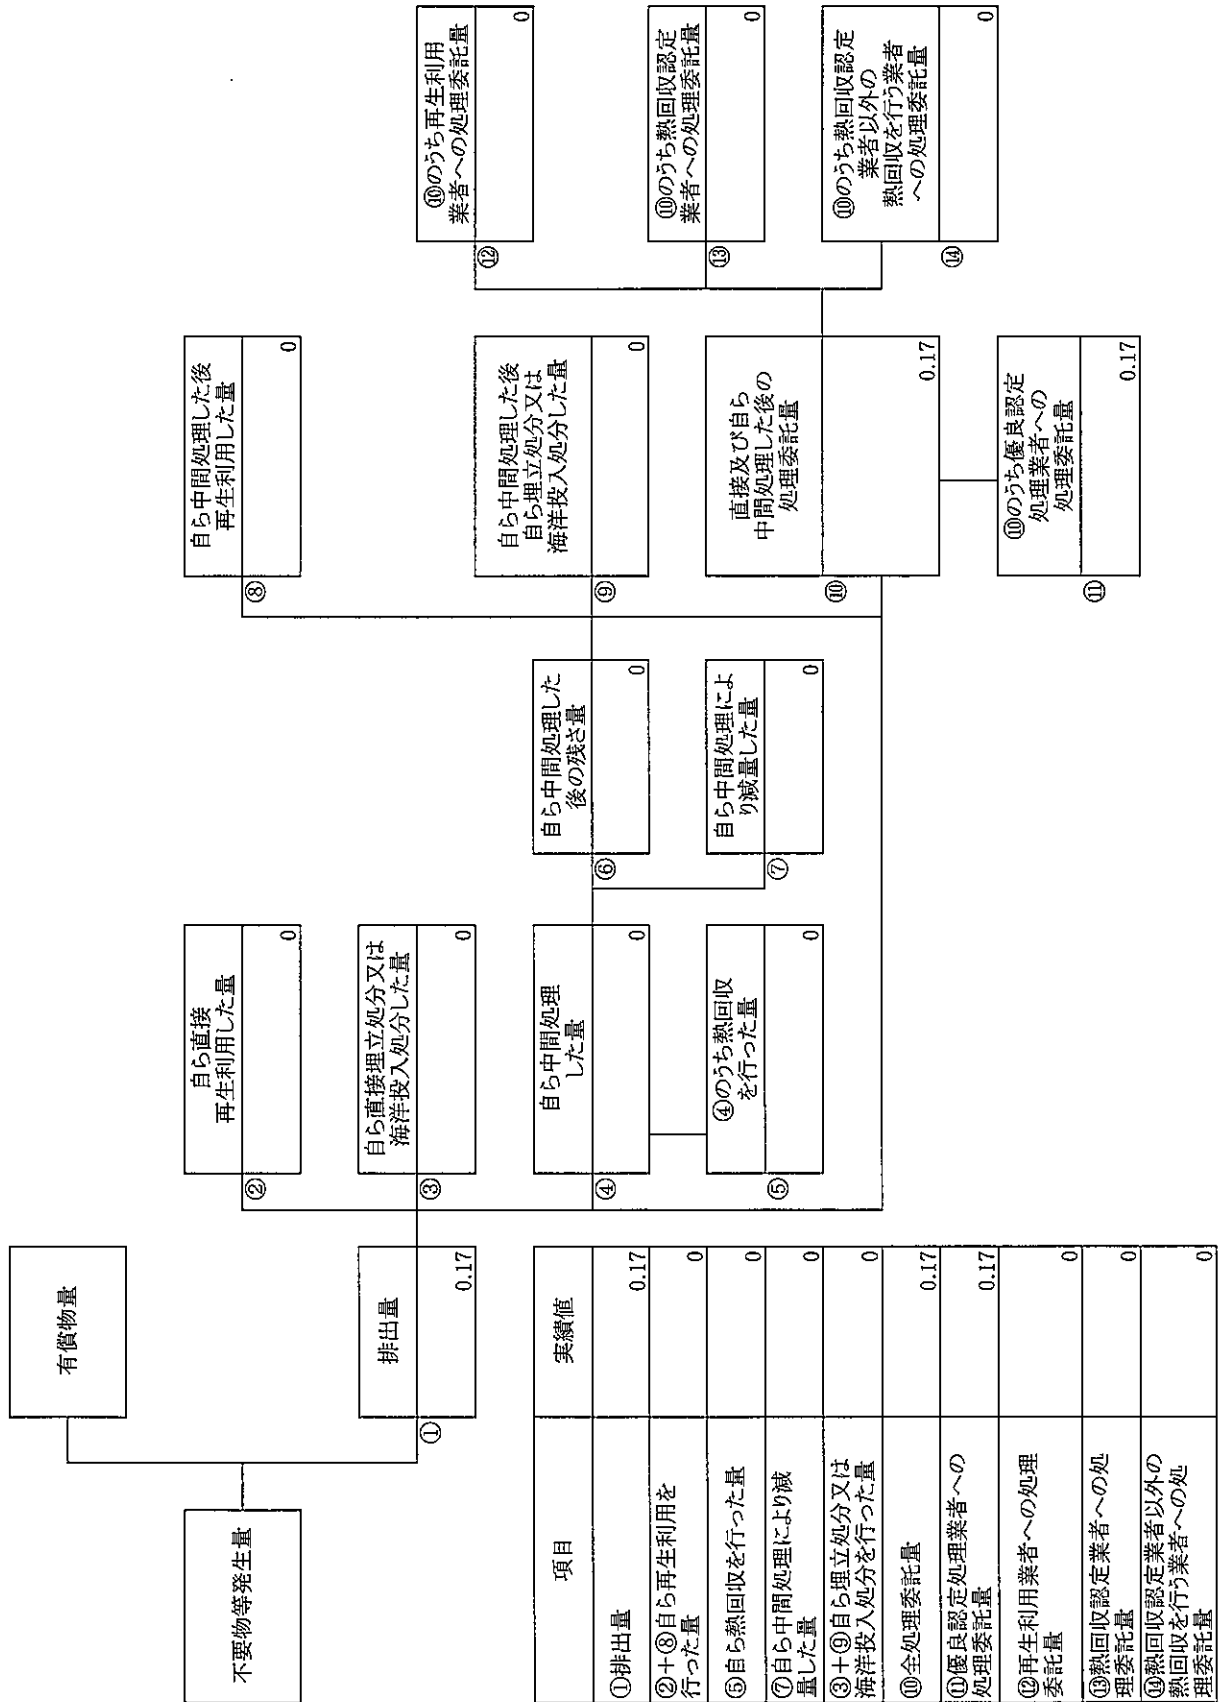 不要物等発生量
有償物量
①
排出量
0.17
②
自ら直接
再生利用した量
0
③
自ら直接埋立処分又は
海洋投入処分した量
0
④
自ら中間処理
した量
0
⑤
④のうち熱回収
を行った量
0
⑥
自ら中間処理した
後の残さ量
0
⑦
自ら中間処理によ
り減量した量
0
⑧
自ら中間処理した後
再生利用した量
0
⑨
自ら中間処理した後
自ら埋立処分又は
海洋投入処分した量
0
⑩
直接及び自ら
中間処理した後の
処理委託量
0.17
⑪
⑩のうち優良認定
処理業者への
処理委託量
0.17
⑫
⑩のうち再生利用
業者への処理委託量
0
⑬
⑩のうち熱回収認定
業者への処理委託量
0
⑭
⑩のうち熱回収認定
業者以外の
熱回収を行う業者
への処理委託量
0
項目 実績値
①排出量 0.17
②+⑧自ら再生利用を
行った量 0
⑤自ら熱回収を行った量 0
⑦自ら中間処理により減
量した量 0
③+⑨自ら埋立処分又は
海洋投入処分を行った量 0
⑩全処理委託量 0.17
⑪優良認定処理業者への
処理委託量 0.17
⑫再生利用業者への処理
委託量 0
⑬熱回収認定業者への処
理委託量 0
⑭熱回収認定業者以外の
熱回収を行う業者への処
理委託量 0